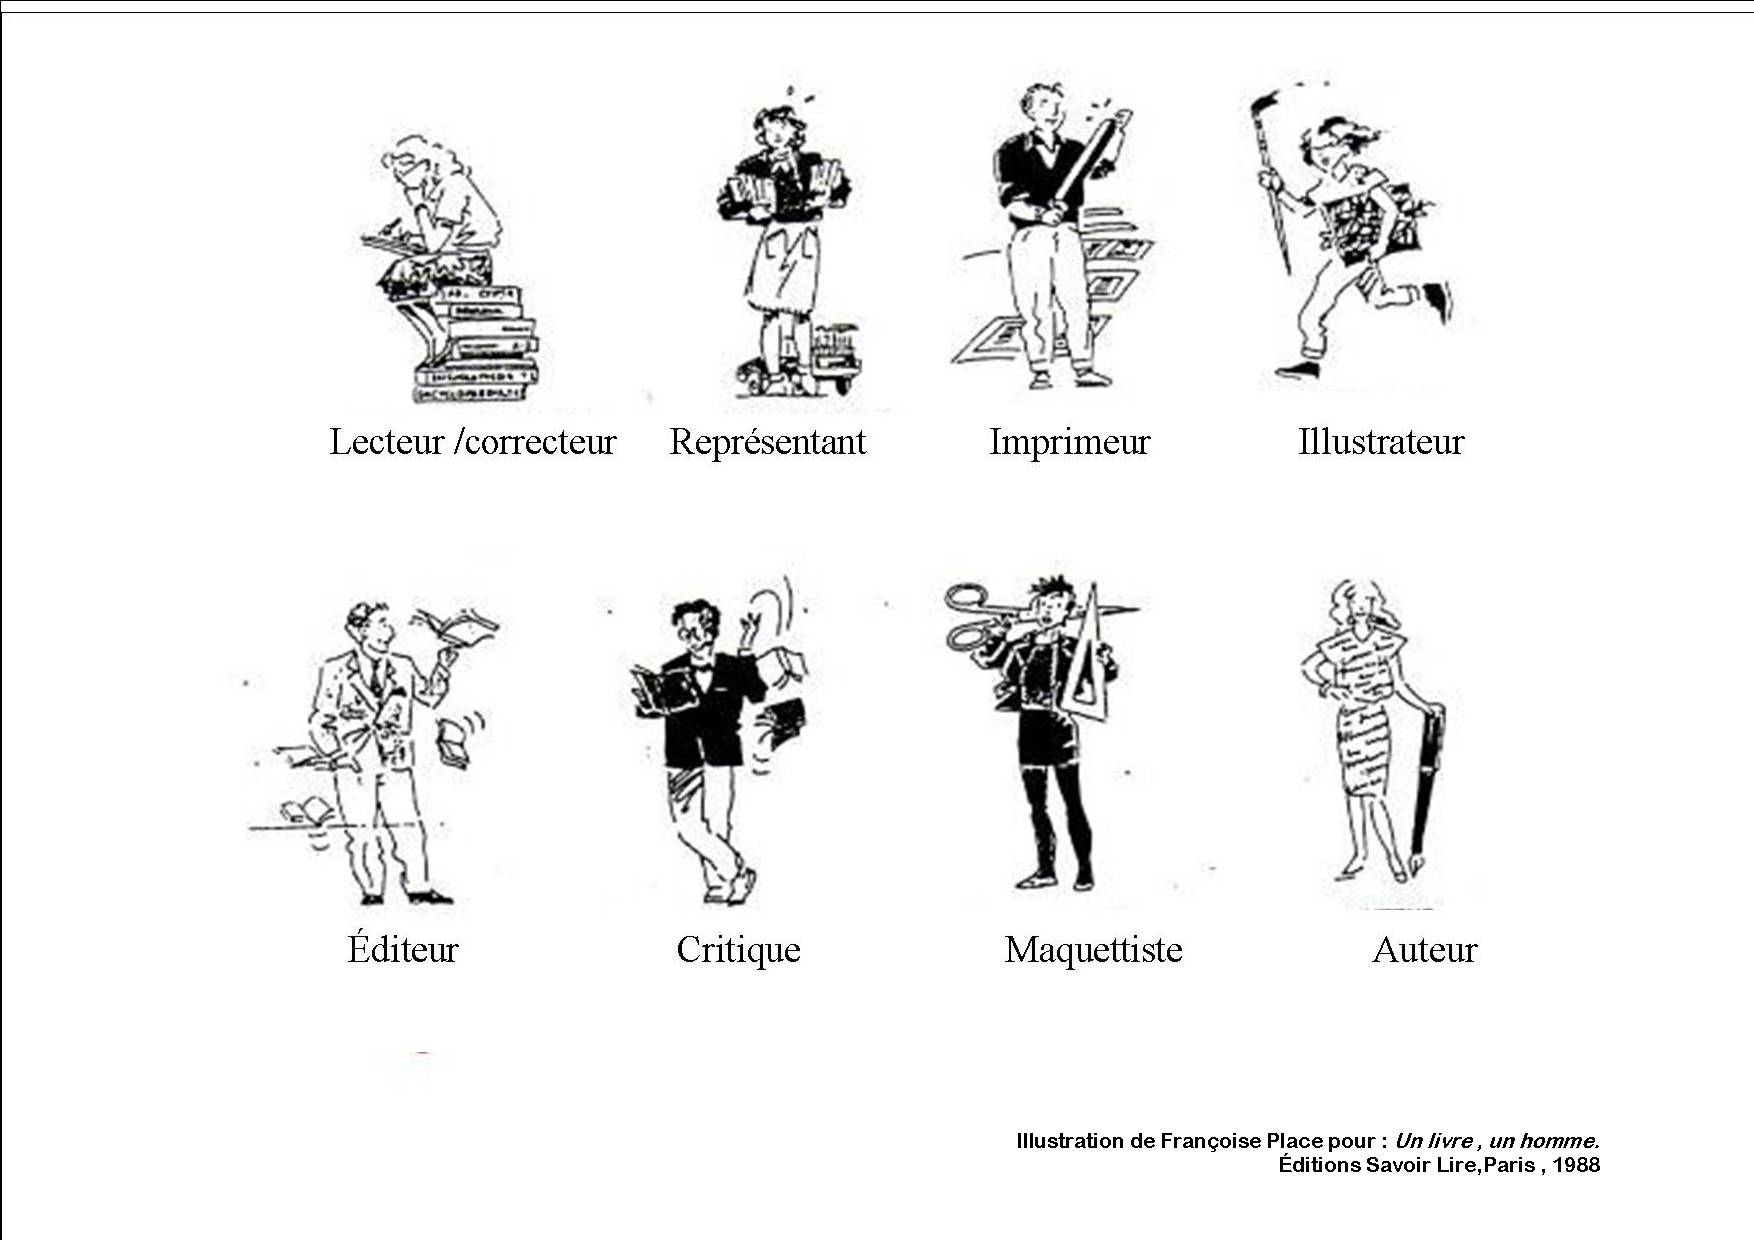 Lecteur /correcteur Représentant Imprimeur Illustrateur
Éditeur Critique Maquettiste Auteur
Illustration de Françoise Place pour : Un livre , un homme.
Éditions Savoir Lire,Paris , 1988